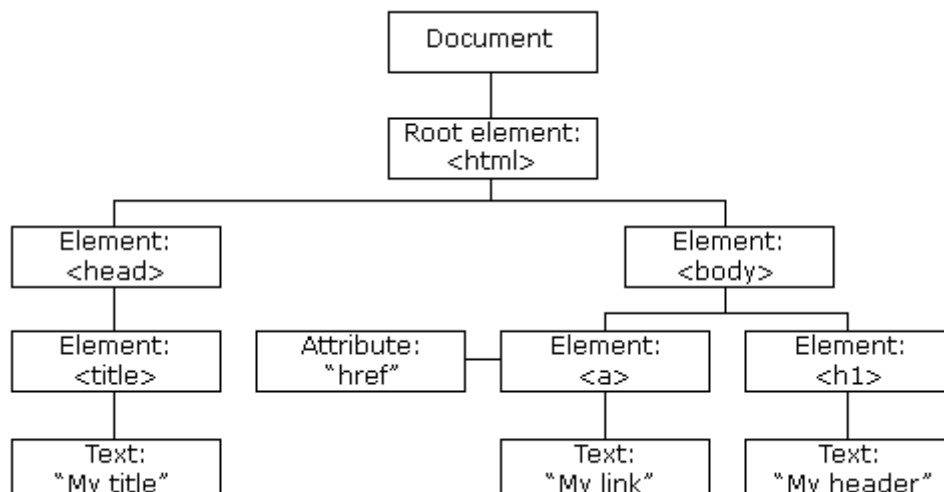 Document
Root element:
<html>
Element:
<head>
Element:
<body>
Element:
<title>
Attribute:
"href"
Element:
<a>
Element:
<h1>
Text:
"My title"
Text:
"My link"
Text:
"My header"